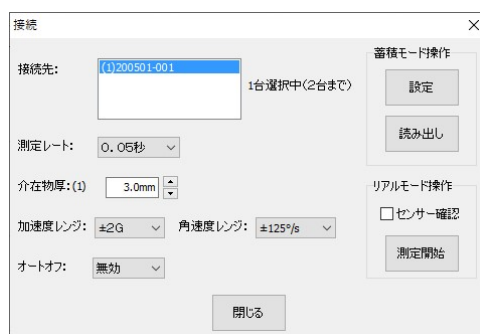 接続
接続先:
(1)200501-001
1台選択中(2台まで)
測定レート:
0.05秒
介在物厚:(1)
3.0mm
加速度レンジ:
±2G
角速度レンジ:
±125°/s
オートオフ:
無効
蓄積モード操作
設定
読み出し
リアルモード操作
センサー確認
測定開始
閉じる